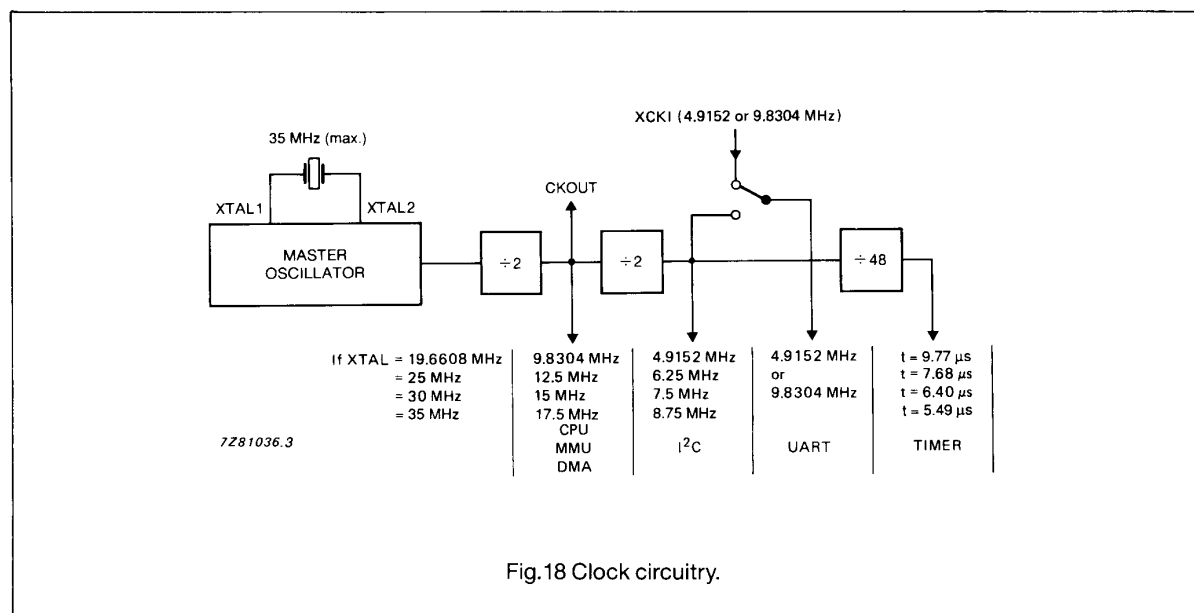 XCKI (4.9152 or 9.8304 MHz)
35 MHz (max.)
CKOUT
XTAL1 XTAL2
MASTER
OSCILLATOR
÷2
÷2
÷48
If XTAL = 19.6608 MHz
= 25 MHz
= 30 MHz
= 35 MHz
9.8304 MHz
12.5 MHz
15 MHz
17.5 MHz
CPU
MMU
DMA
4.9152 MHz
6.25 MHz
7.5 MHz
8.75 MHz
I²C
4.9152 MHz
or
9.8304 MHz
UART
t = 9.77 μs
t = 7.68 μs
t = 6.40 μs
t = 5.49 μs
TIMER
7Z81036.3
Fig.18 Clock circuitry.